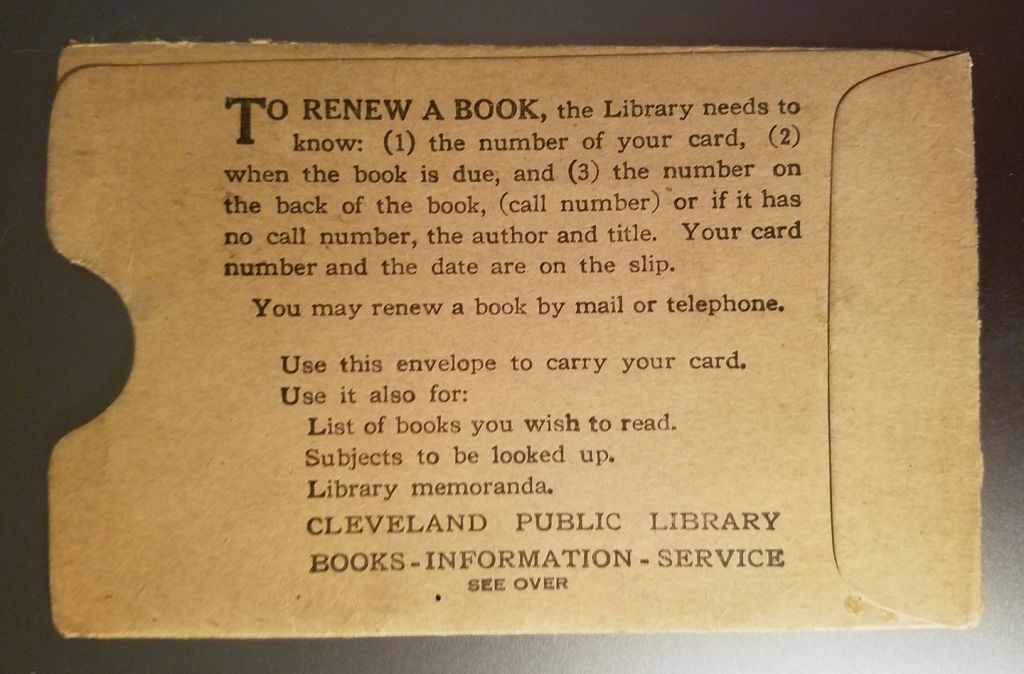 TO RENEW A BOOK, the Library needs to
know: (1) the number of your card, (2)
when the book is due, and (3) the number on
the back of the book, (call number) or if it has
no call number, the author and title. Your card
number and the date are on the slip.
You may renew a book by mail or telephone.
Use this envelope to carry your card.
Use it also for:
List of books you wish to read.
Subjects to be looked up.
Library memoranda.
CLEVELAND PUBLIC LIBRARY
BOOKS-INFORMATION-SERVICE
SEE OVER